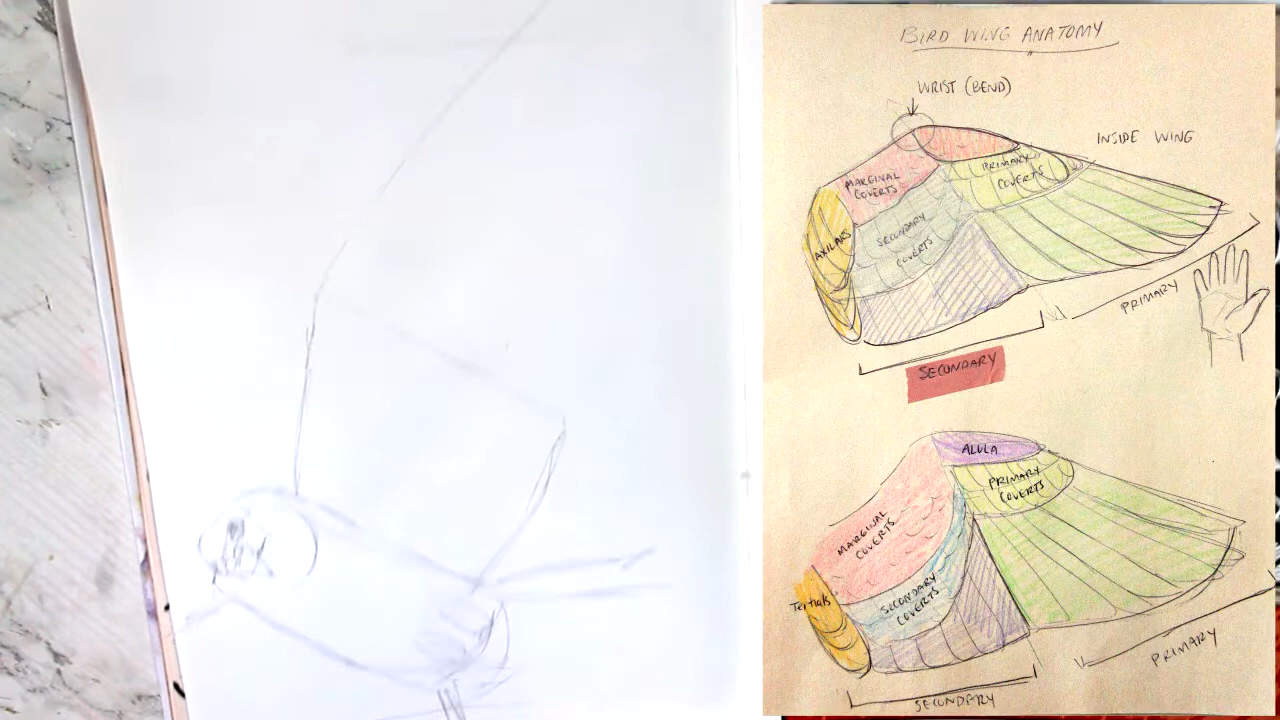 BIRD WING ANATOMY
WRIST (BEND)
INSIDE WING
PRIMARY
COVERTS
MARGINAL
COVERTS
SECONDARY
COVERTS
AXILARS
PRIMARY
SECONDARY
ALULA
PRIMARY
COVERTS
MARGINAL
COVERTS
SECONDARY
COVERTS
Tertials
PRIMARY
SECONDARY